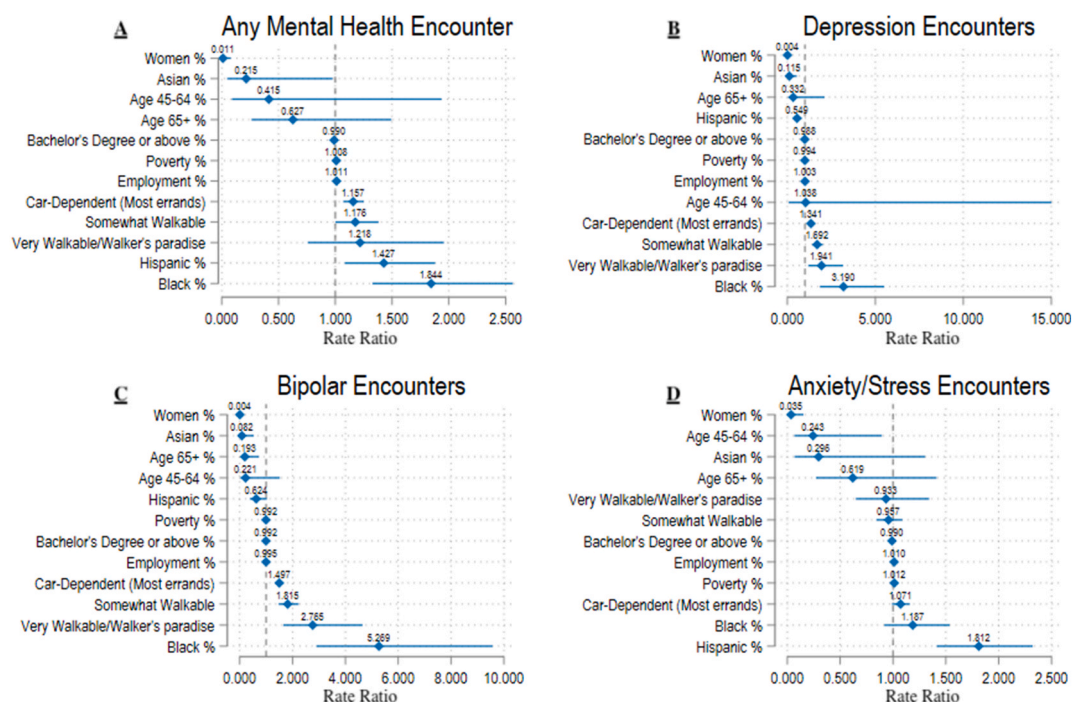 A Any Mental Health Encounter
Women % 0.011
Asian % 0.215
Age 45-64 % 0.415
Age 65+ % 0.627
Bachelor's Degree or above % 0.990
Poverty % 1.008
Employment % 1.011
Car-Dependent (Most errands) 1.157
Somewhat Walkable 1.176
Very Walkable/Walker's paradise 1.218
Hispanic % 1.427
Black % 1.844
0.000 0.500 1.000 1.500 2.000 2.500
Rate Ratio
B Depression Encounters
Women % 0.004
Asian % 0.115
Age 65+ % 0.332
Hispanic % 0.549
Bachelor's Degree or above % 0.988
Poverty % 0.994
Employment % 1.003
Age 45-64 % 1.038
Car-Dependent (Most errands) 1.341
Somewhat Walkable 1.692
Very Walkable/Walker's paradise 1.941
Black % 3.190
0.000 5.000 10.000 15.000
Rate Ratio
C Bipolar Encounters
Women % 0.004
Asian % 0.082
Age 65+ % 0.193
Age 45-64 % 0.221
Hispanic % 0.624
Poverty % 0.992
Bachelor's Degree or above % 0.992
Employment % 0.995
Car-Dependent (Most errands) 1.497
Somewhat Walkable 1.815
Very Walkable/Walker's paradise 2.765
Black % 5.269
0.000 2.000 4.000 6.000 8.000 10.000
Rate Ratio
D Anxiety/Stress Encounters
Women % 0.035
Age 45-64 % 0.243
Asian % 0.296
Age 65+ % 0.619
Very Walkable/Walker's paradise 0.933
Somewhat Walkable 0.957
Bachelor's Degree or above % 0.990
Employment % 1.010
Poverty % 1.012
Car-Dependent (Most errands) 1.071
Black % 1.187
Hispanic % 1.812
0.000 0.500 1.000 1.500 2.000 2.500
Rate Ratio